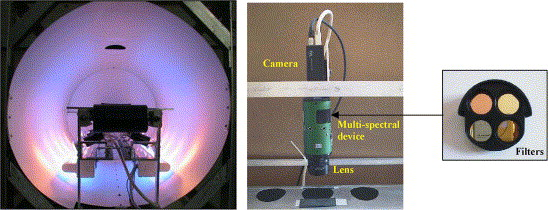 Camera
Multi-spectral
device
Lens
Filters